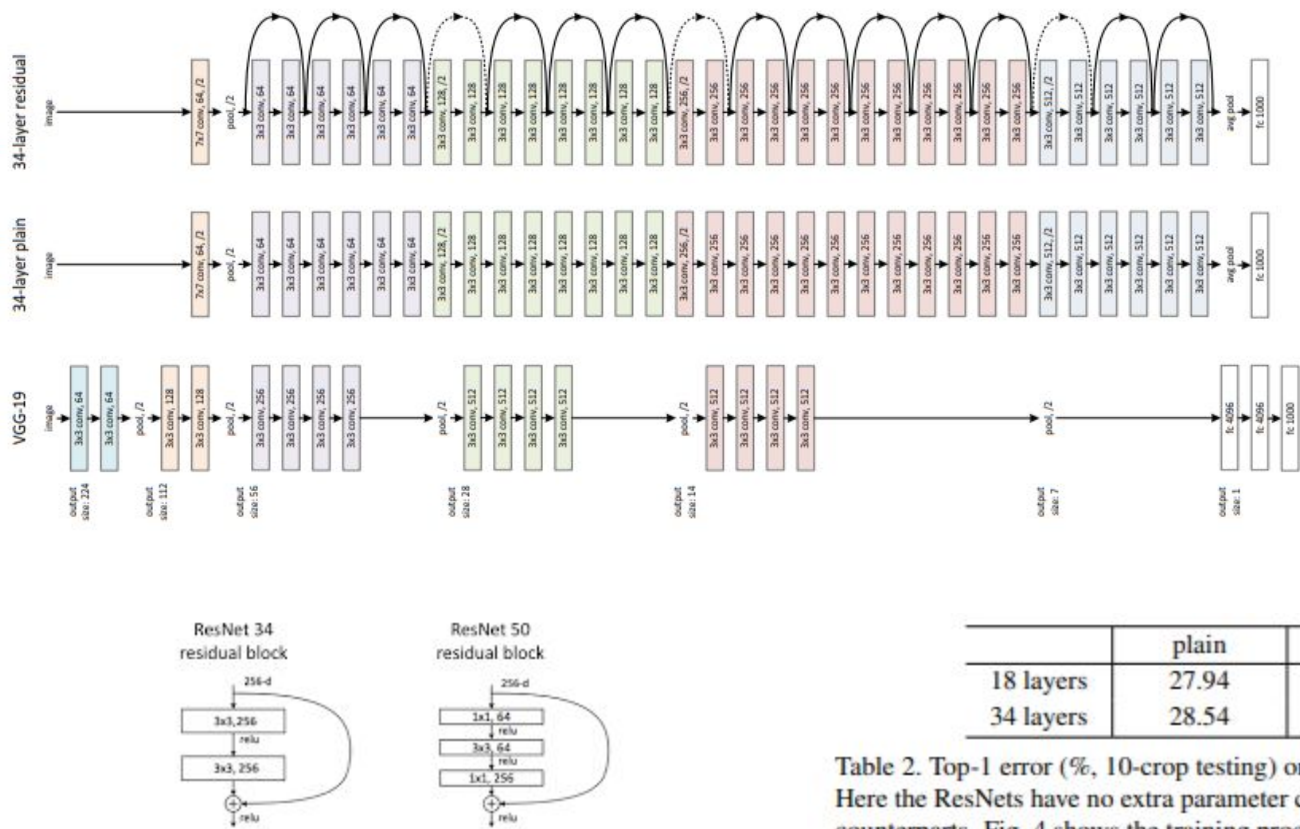 34-layer residual
image
7x7 conv, 64, /2
pool, /2
3x3 conv, 64
3x3 conv, 64
3x3 conv, 64
3x3 conv, 64
3x3 conv, 64
3x3 conv, 64
3x3 conv, 128, /2
3x3 conv, 128
3x3 conv, 128
3x3 conv, 128
3x3 conv, 128
3x3 conv, 128
3x3 conv, 128
3x3 conv, 128
3x3 conv, 256, /2
3x3 conv, 256
3x3 conv, 256
3x3 conv, 256
3x3 conv, 256
3x3 conv, 256
3x3 conv, 256
3x3 conv, 256
3x3 conv, 256
3x3 conv, 256
3x3 conv, 256
3x3 conv, 256
3x3 conv, 512, /2
3x3 conv, 512
3x3 conv, 512
3x3 conv, 512
3x3 conv, 512
3x3 conv, 512
avg pool
fc 1000
34-layer plain
image
7x7 conv, 64, /2
pool, /2
3x3 conv, 64
3x3 conv, 64
3x3 conv, 64
3x3 conv, 64
3x3 conv, 64
3x3 conv, 64
3x3 conv, 128, /2
3x3 conv, 128
3x3 conv, 128
3x3 conv, 128
3x3 conv, 128
3x3 conv, 128
3x3 conv, 128
3x3 conv, 128
3x3 conv, 256, /2
3x3 conv, 256
3x3 conv, 256
3x3 conv, 256
3x3 conv, 256
3x3 conv, 256
3x3 conv, 256
3x3 conv, 256
3x3 conv, 256
3x3 conv, 256
3x3 conv, 256
3x3 conv, 256
3x3 conv, 512, /2
3x3 conv, 512
3x3 conv, 512
3x3 conv, 512
3x3 conv, 512
3x3 conv, 512
avg pool
fc 1000
VGG-19
image
3x3 conv, 64
3x3 conv, 64
pool, /2
3x3 conv, 128
3x3 conv, 128
pool, /2
3x3 conv, 256
3x3 conv, 256
3x3 conv, 256
3x3 conv, 256
pool, /2
3x3 conv, 512
3x3 conv, 512
3x3 conv, 512
3x3 conv, 512
pool, /2
3x3 conv, 512
3x3 conv, 512
3x3 conv, 512
3x3 conv, 512
pool, /2
fc 4096
fc 4096
fc 1000
output
size: 224
output
size: 112
output
size: 56
output
size: 28
output
size: 14
output
size: 7
output
size: 1
ResNet 34
residual block
256-d
3x3, 256
relu
3x3, 256
relu
ResNet 50
residual block
256-d
1x1, 64
relu
3x3, 64
relu
1x1, 256
relu
plain
18 layers 27.94
34 layers 28.54
Table 2. Top-1 error (%, 10-crop testing)
Here the ResNets have no extra parameter